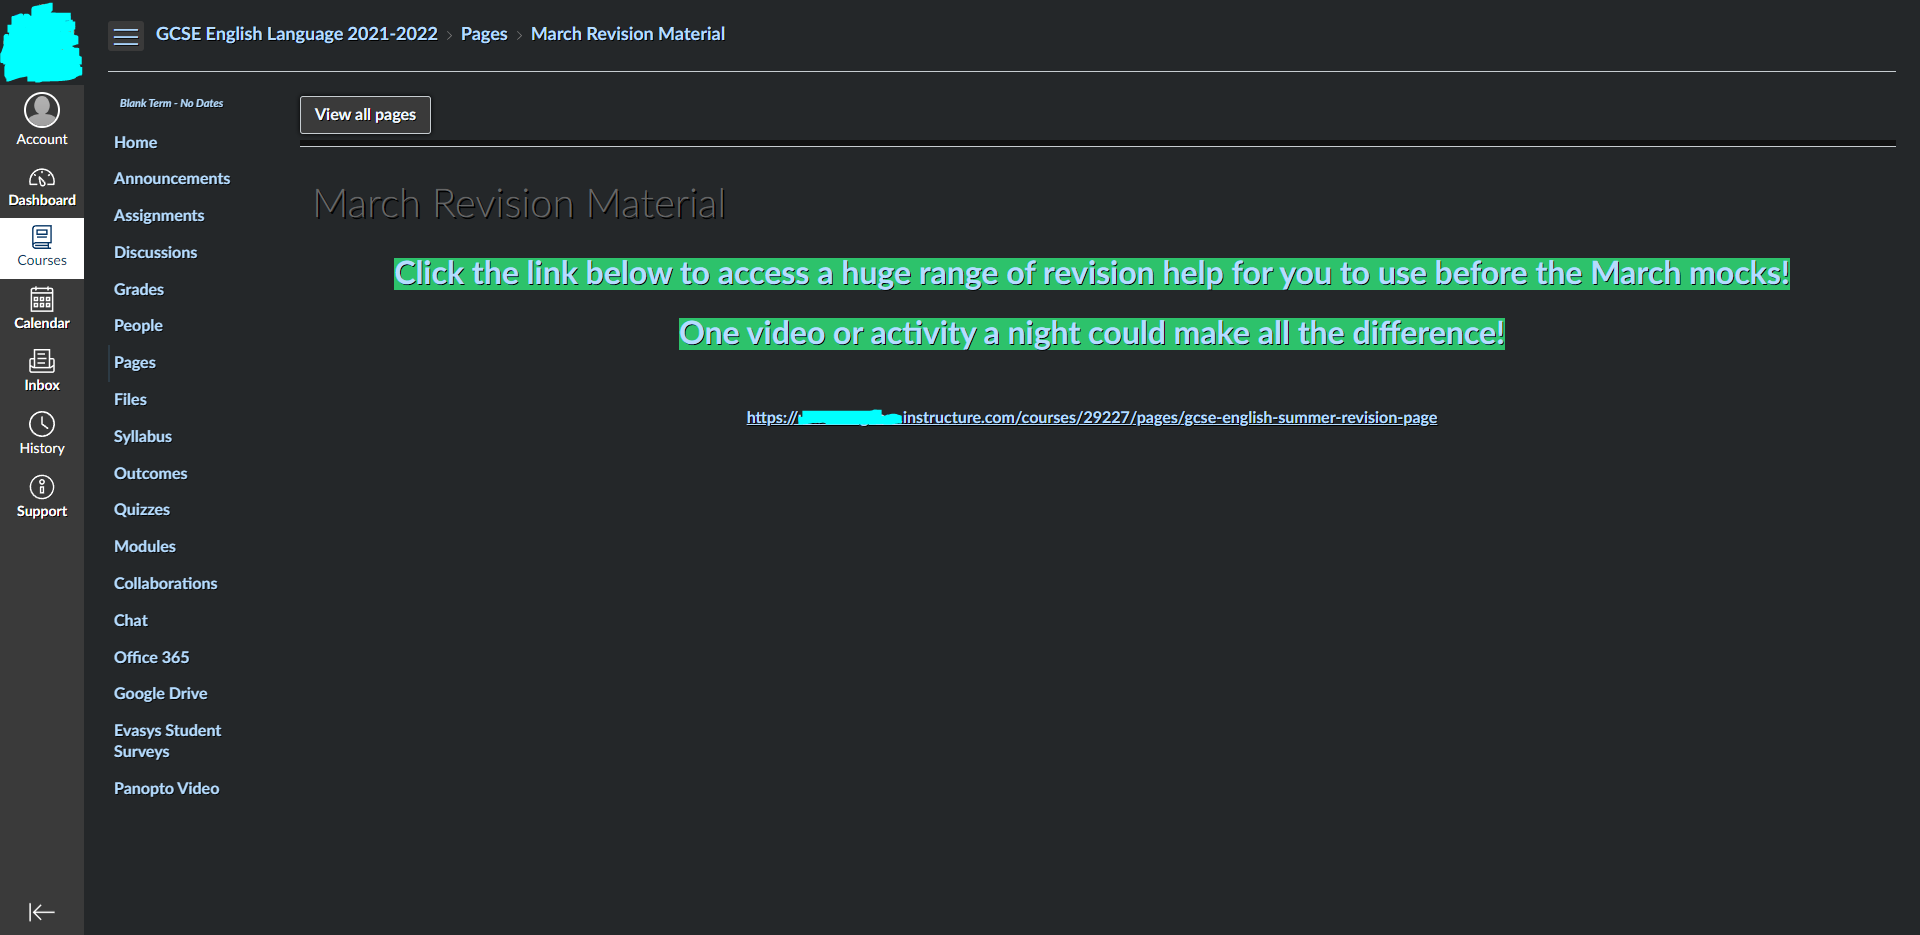 GCSE English Language 2021-2022 › Pages › March Revision Material
Account
Dashboard
Courses
Calendar
Inbox
History
Support
Blank Term - No Dates
Home
Announcements
Assignments
Discussions
Grades
People
Pages
Files
Syllabus
Outcomes
Quizzes
Modules
Collaborations
Chat
Office 365
Google Drive
Evasys Student
Surveys
Panopto Video
View all pages
March Revision Material
Click the link below to access a huge range of revision help for you to use before the March mocks!
One video or activity a night could make all the difference!
https:// instructure.com/courses/29227/pages/gcse-english-summer-revision-page